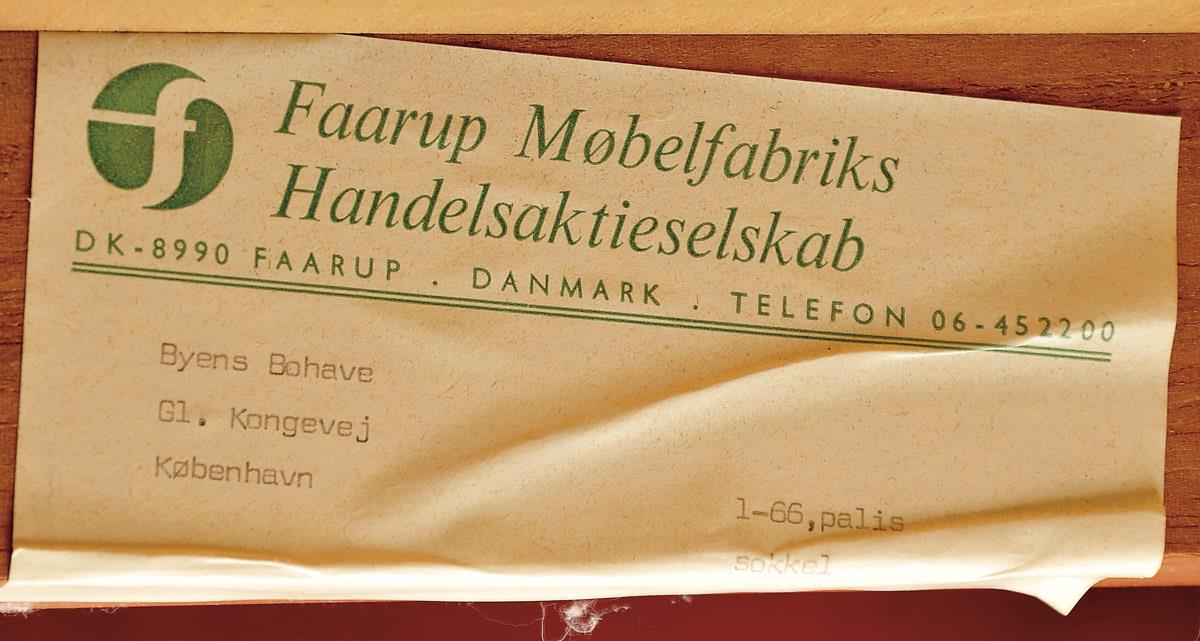 f
Faarup Møbelfabriks
Handelsaktieselskab
DK-8990 FAARUP . DANMARK . TELEFON 06-452200
Byens Bohave
Gl. Kongevej
København
1-66,palis
sokkel